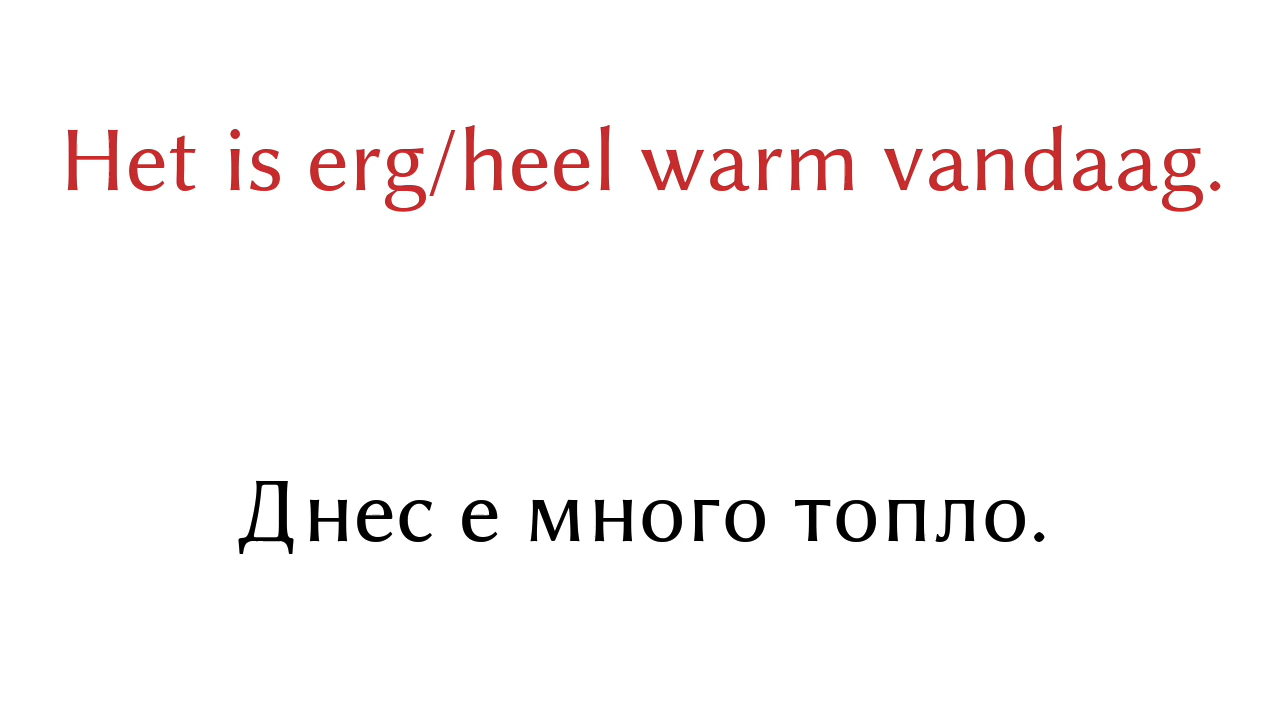 Het is erg/heel warm vandaag.
Днес е много топло.